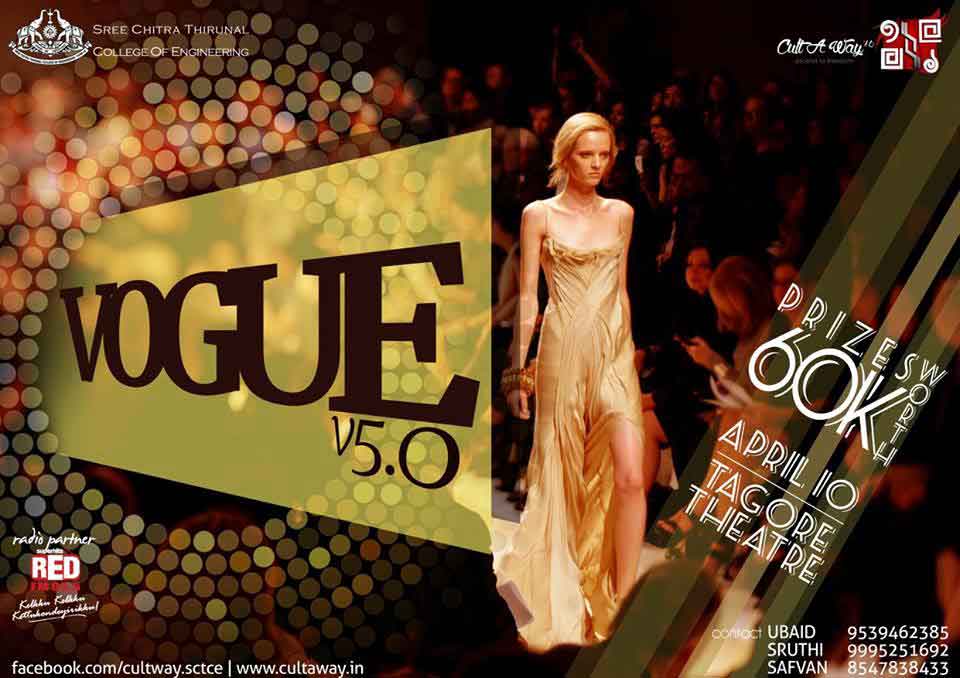 SREE CHITRA THIRUNAL
COLLEGE OF ENGINEERING
Cult A Way
VOGUE
v5.0
PRIZES WORTH
60K
APRIL 10
TAGORE
THEATRE
radio partner
superhits
RED
Kelkku Kelkku
Kettukondeyirikku!
contact UBAID 9539462385
SRUTHI 9995251692
SAFVAN 8547838433
facebook.com/cultway.sctce | www.cultaway.in